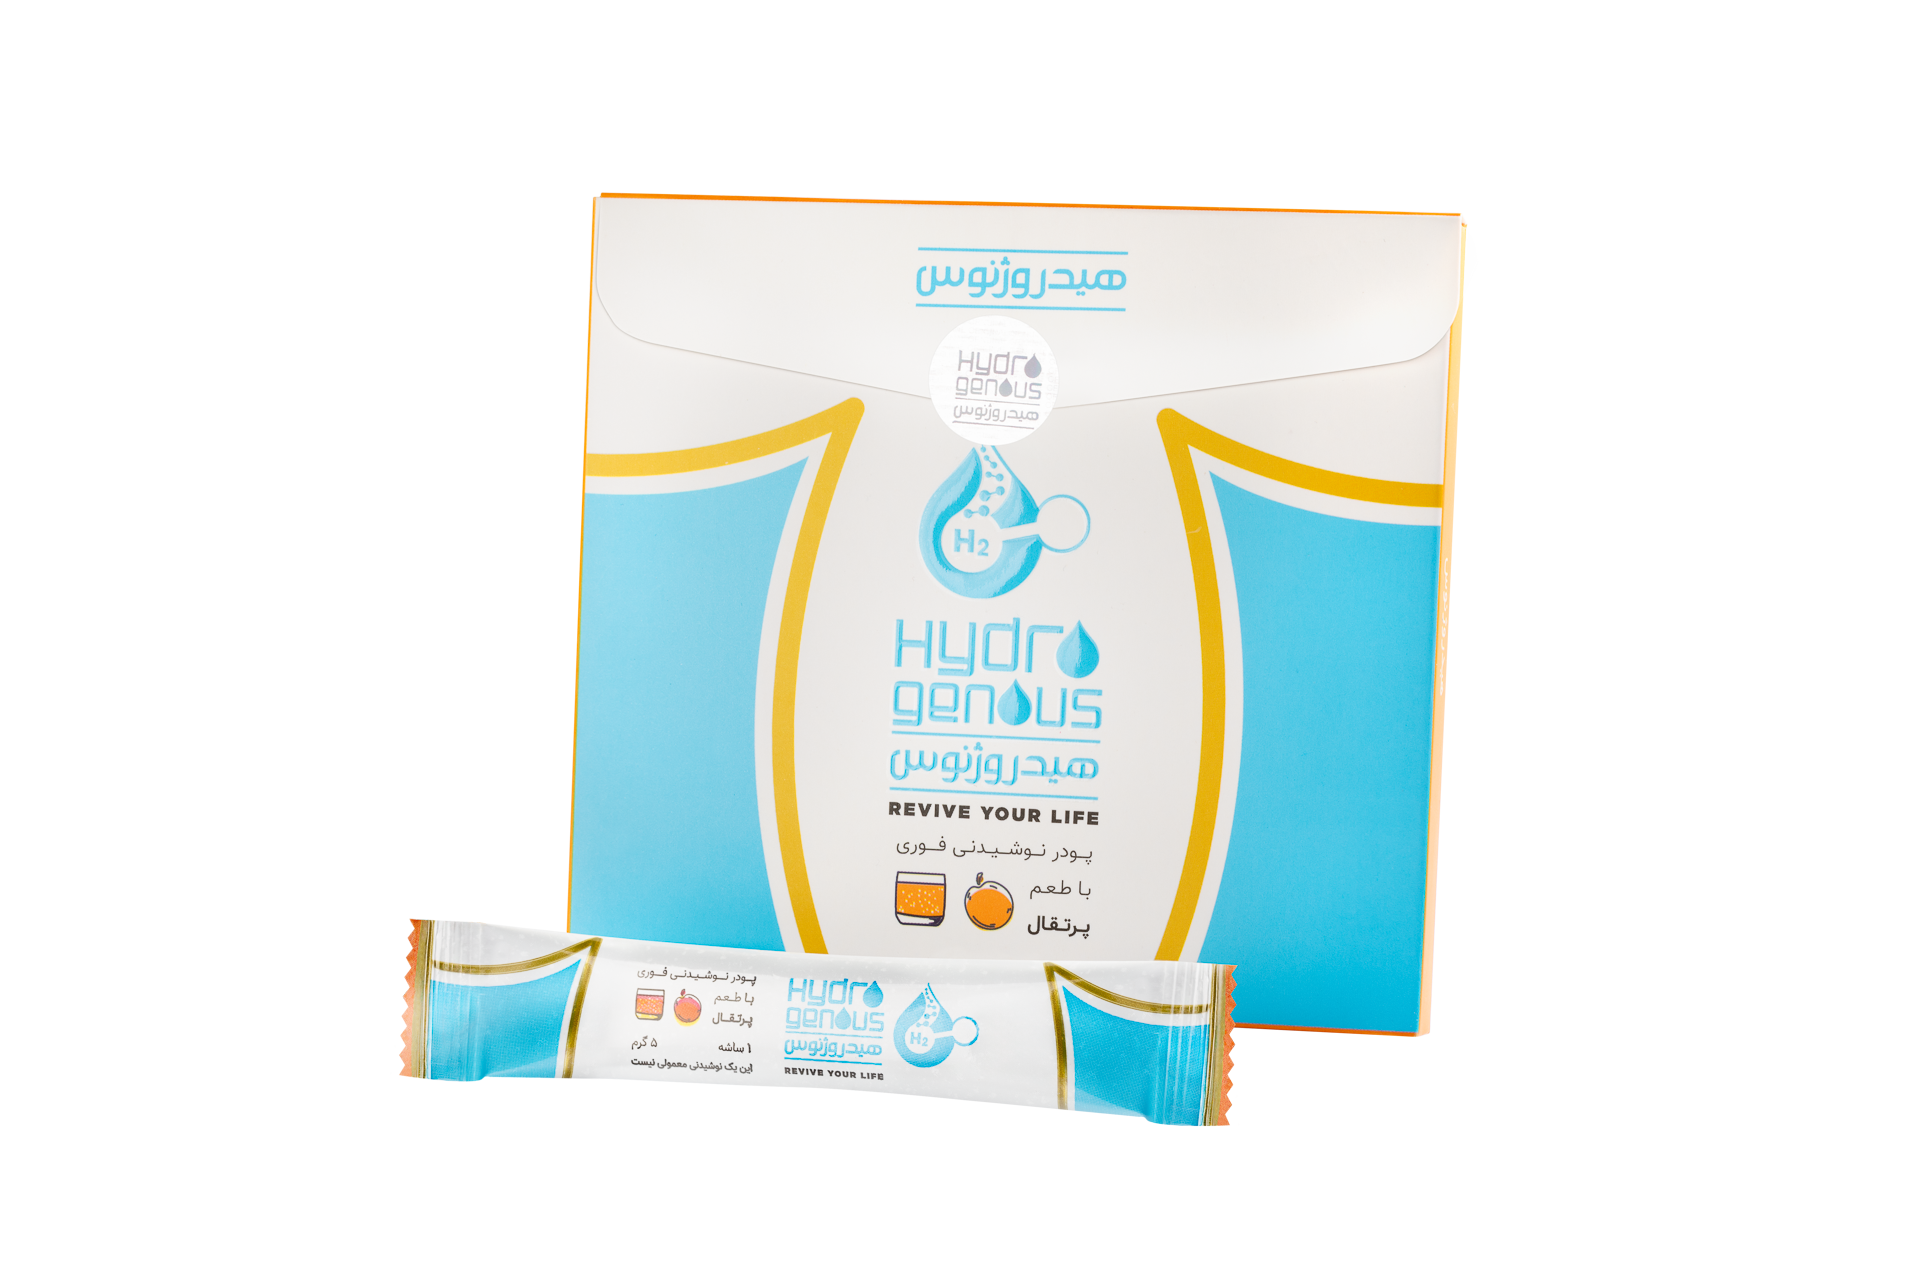 هیدروژنوس
Hydro
genous
هیدروژنوس
H2
Hydro
genous
هیدروژنوس
REVIVE YOUR LIFE
پودر نوشیدنی فوری
با طعم
پرتقال
هیدروژنوس
پودر نوشیدنی فوری
با طعم
پرتقال
۱ ساشه ۵ گرم
این یک نوشیدنی معمولی نیست
Hydro
genous
هیدروژنوس
REVIVE YOUR LIFE
H2